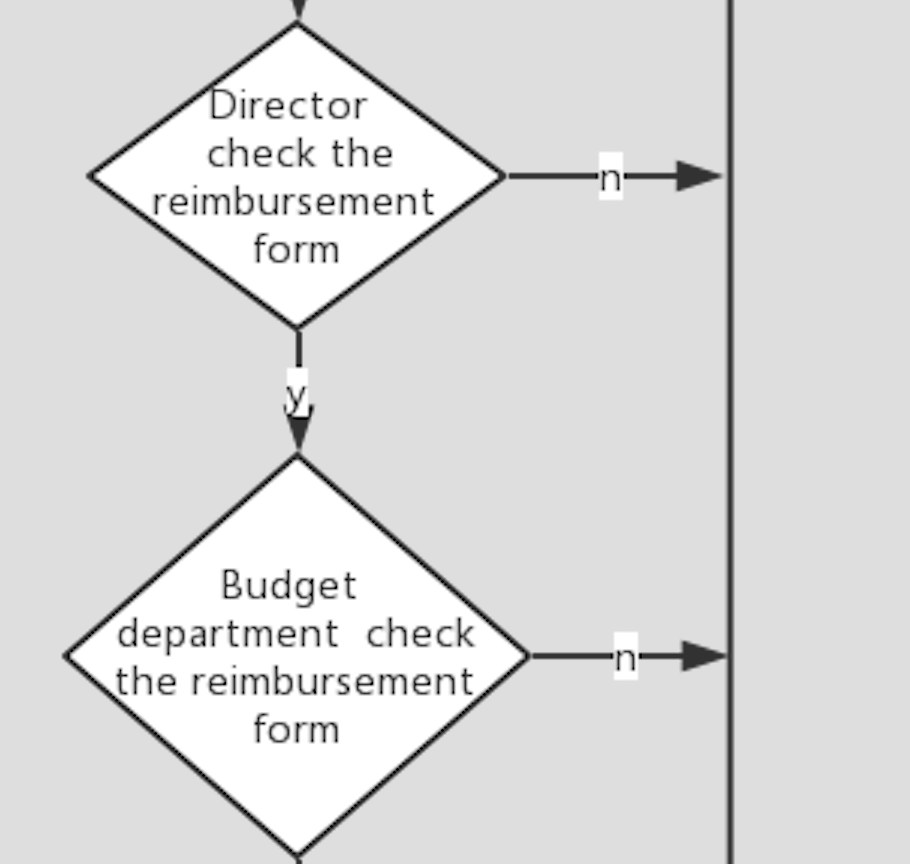 Director
check the
reimbursement
form
n
y
Budget
department check
the reimbursement
form
n